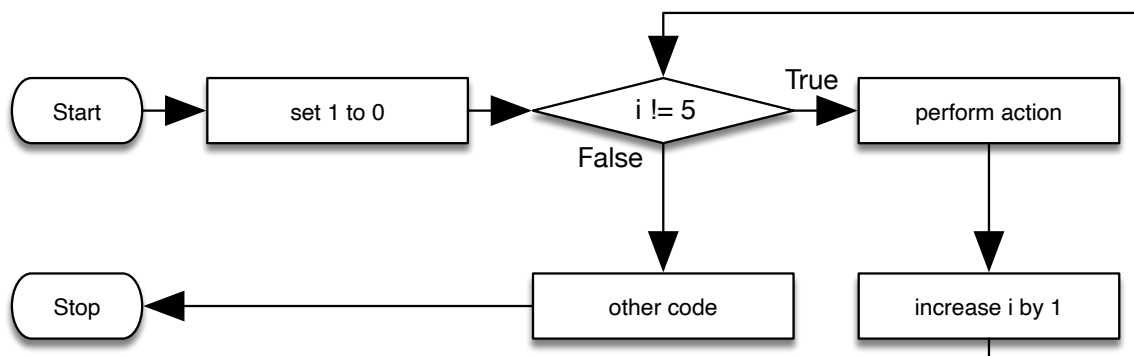 Start
set 1 to 0
i != 5
True
perform action
False
Stop
other code
increase i by 1